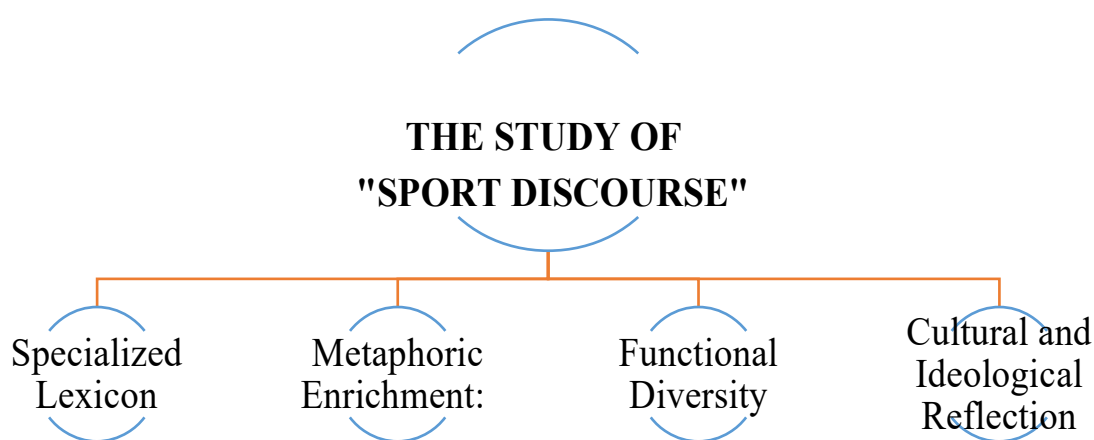 THE STUDY OF
"SPORT DISCOURSE"
Specialized
Lexicon
Metaphoric
Enrichment:
Functional
Diversity
Cultural and
Ideological
Reflection